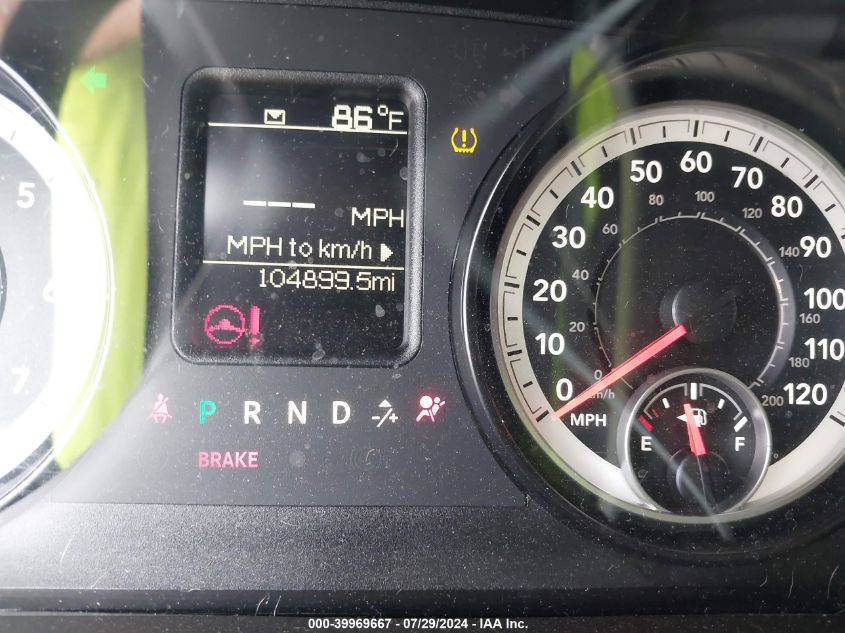 86°F
--- MPH
MPH to km/h
104899.5mi
P R N D
BRAKE
5
6
7
0 10 20 30 40 50 60 70 80 90 100 110 120
MPH
0 20 40 60 80 100 120 140 160 180 200
km/h
E F
000-39969667 - 07/29/2024 - IAA Inc.